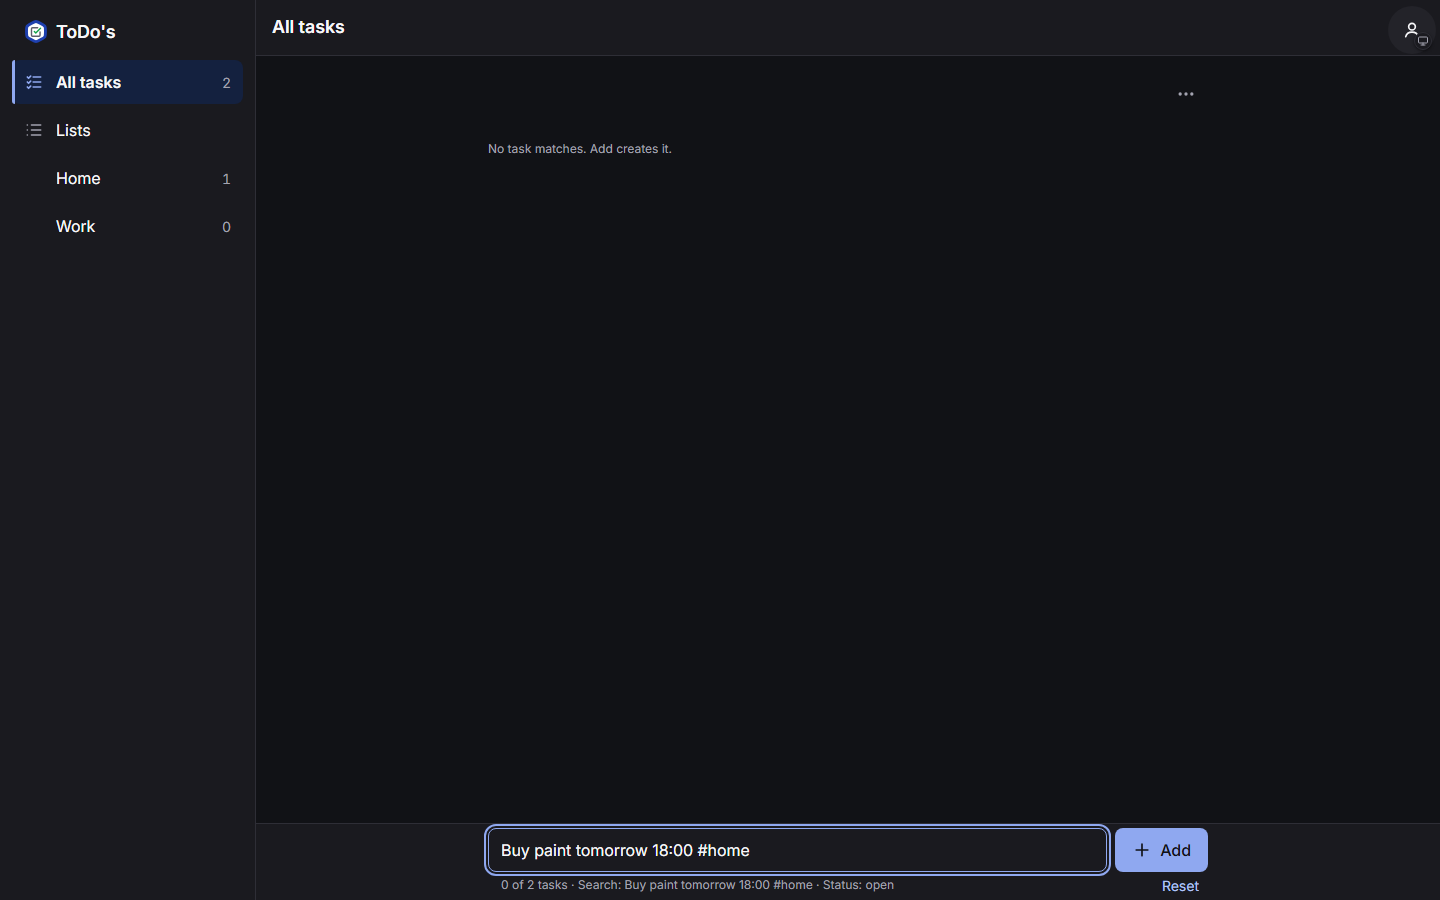 ToDo's
All tasks 2
Lists
Home 1
Work 0
All tasks
No task matches. Add creates it.
Buy paint tomorrow 18:00 #home
Add
0 of 2 tasks · Search: Buy paint tomorrow 18:00 #home · Status: open
Reset